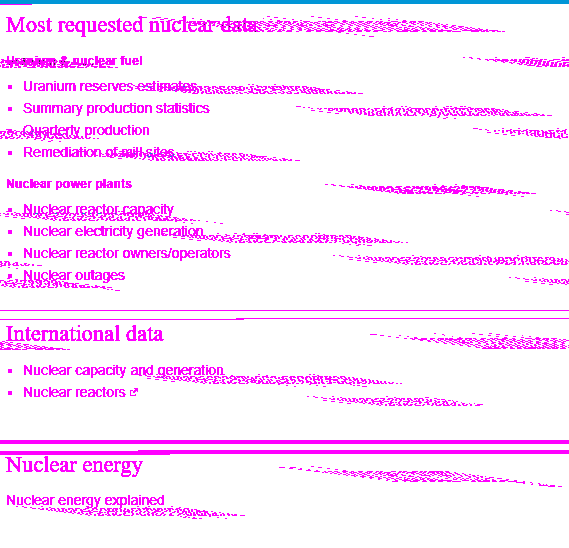 Most requested nuclear data
Uranium & nuclear fuel
Uranium reserves estimates
Summary production statistics
Quarterly production
Remediation of mill sites
Nuclear power plants
Nuclear reactor capacity
Nuclear electricity generation
Nuclear reactor owners/operators
Nuclear outages
International data
Nuclear capacity and generation
Nuclear reactors
Nuclear energy
Nuclear energy explained